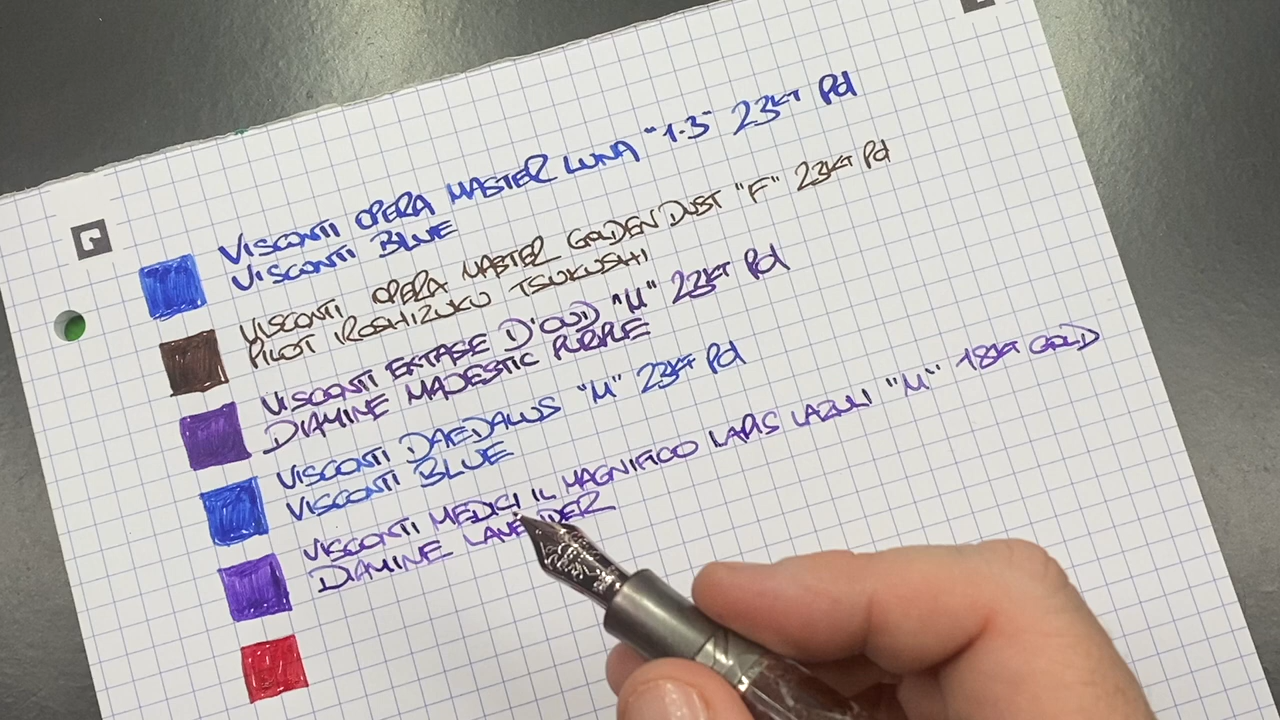 VISCONTI OPERA MASTER LUNA "1.3" 23KT Pd
VISCONTI BLUE
VISCONTI OPERA MASTER GOLDEN DUST "F" 23KT Pd
PILOT IROSHIZUKU TSUKUSHI
VISCONTI EXTASE D'OUD "M" 23KT Pd
DIAMINE MAJESTIC PURPLE
VISCONTI DAEDALUS "M" 23KT Pd
VISCONTI BLUE
VISCONTI MEDICI IL MAGNIFICO LAPIS LAZULI "M" 18KT GOLD
DIAMINE LAVENDER